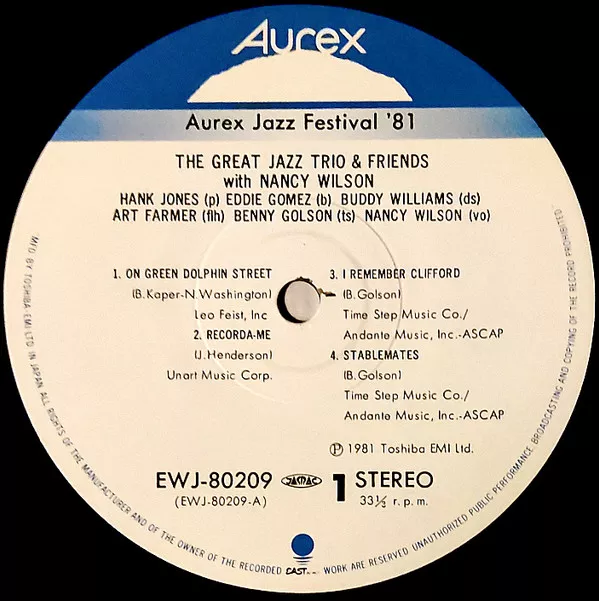 Aurex
Aurex Jazz Festival '81
THE GREAT JAZZ TRIO & FRIENDS
with NANCY WILSON
HANK JONES (p) EDDIE GOMEZ (b) BUDDY WILLIAMS (ds)
ART FARMER (flh) BENNY GOLSON (ts) NANCY WILSON (vo)
1. ON GREEN DOLPHIN STREET
(B. Kaper-N. Washington)
Leo Feist, Inc
2. RECORDA-ME
(J. Henderson)
Unart Music Corp.
3. I REMEMBER CLIFFORD
(B. Golson)
Time Step Music Co./
Andante Music, Inc.-ASCAP
4. STABLEMATES
(B. Golson)
Time Step Music Co./
Andante Music, Inc.-ASCAP
Ⓟ 1981 Toshiba EMI Ltd.
EWJ-80209
(EWJ-80209-A)
JASRAC
1
STEREO
33⅓ r.p.m.
MF'D BY TOSHIBA EMI LTD IN JAPAN ALL RIGHTS OF THE MANUFACTURER AND OF THE OWNER OF THE RECORDED WORK ARE RESERVED UNAUTHORIZED PUBLIC PERFORMANCE BROADCASTING AND COPYING OF THE RECORD PROHIBITED
EAST